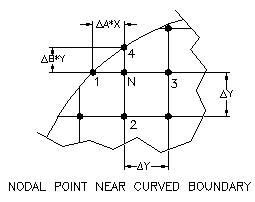 ΔA*X
ΔB*Y
4
1
N
3
ΔY
2
ΔY
NODAL POINT NEAR CURVED BOUNDARY